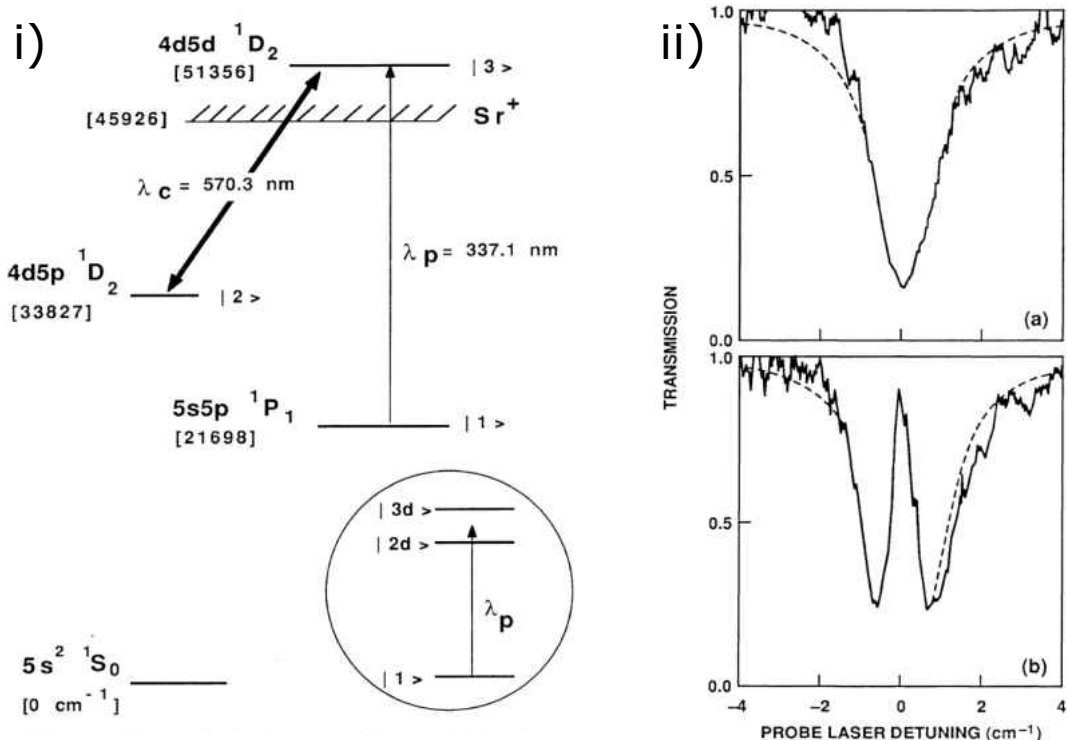 i)
4d5d ¹D₂
[51356]
| 3 >
[45926]
Sr⁺
λ c = 570.3 nm
λ p = 337.1 nm
4d5p ¹D₂
[33827]
| 2 >
5s5p ¹P₁
[21698]
| 1 >
| 3d >
| 2d >
λp
| 1 >
5s² ¹S₀
[0 cm⁻¹]
ii)
TRANSMISSION
1.0
0.5
0.0
(a)
1.0
0.5
0.0
(b)
−4 −2 0 2 4
PROBE LASER DETUNING (cm⁻¹)